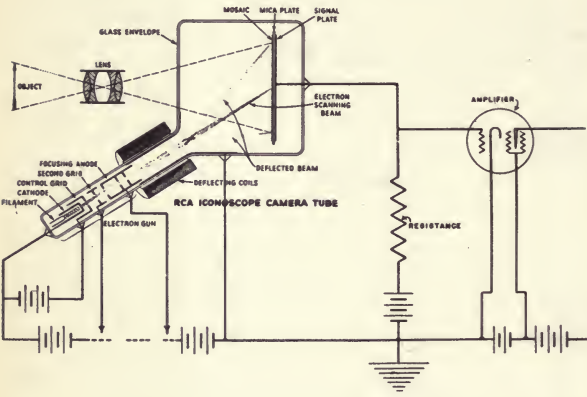 MOSAIC
MICA PLATE
SIGNAL
PLATE
GLASS ENVELOPE
LENS
OBJECT
ELECTRON
SCANNING
BEAM
AMPLIFIER
FOCUSING ANODE
SECOND GRID
CONTROL GRID
CATHODE
FILAMENT
DEFLECTED BEAM
DEFLECTING COILS
RCA ICONOSCOPE CAMERA TUBE
ELECTRON GUN
RESISTANCE